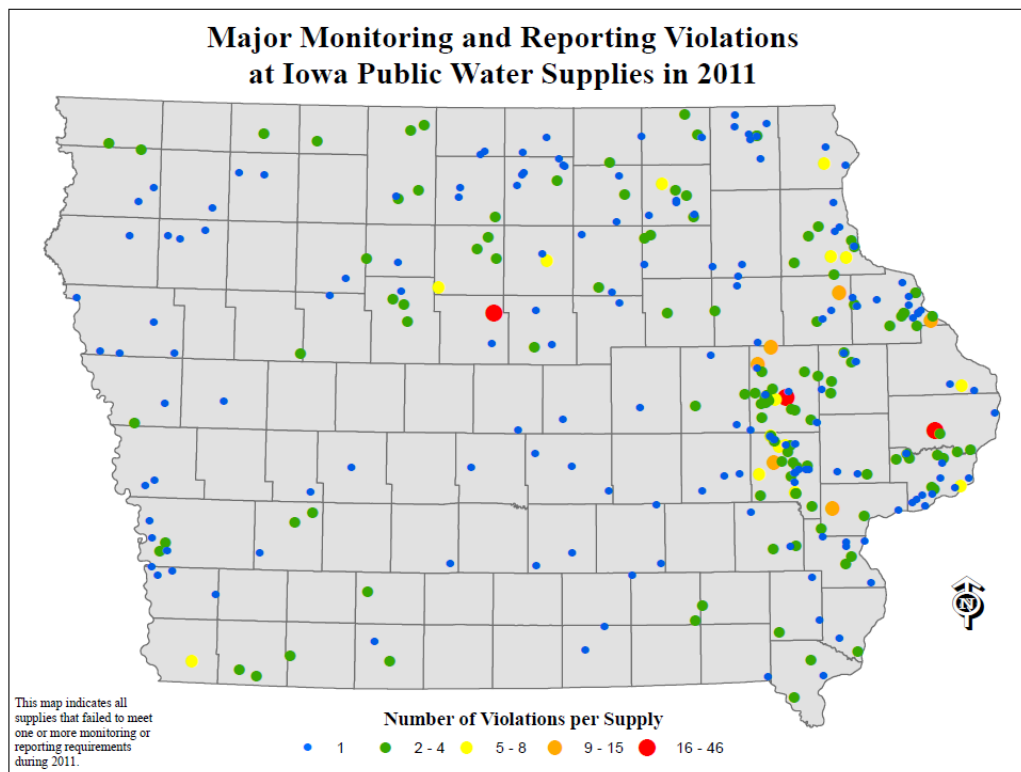 Major Monitoring and Reporting Violations
at Iowa Public Water Supplies in 2011
N
This map indicates all
supplies that failed to meet
one or more monitoring or
reporting requirements
during 2011.
Number of Violations per Supply
1 2 - 4 5 - 8 9 - 15 16 - 46